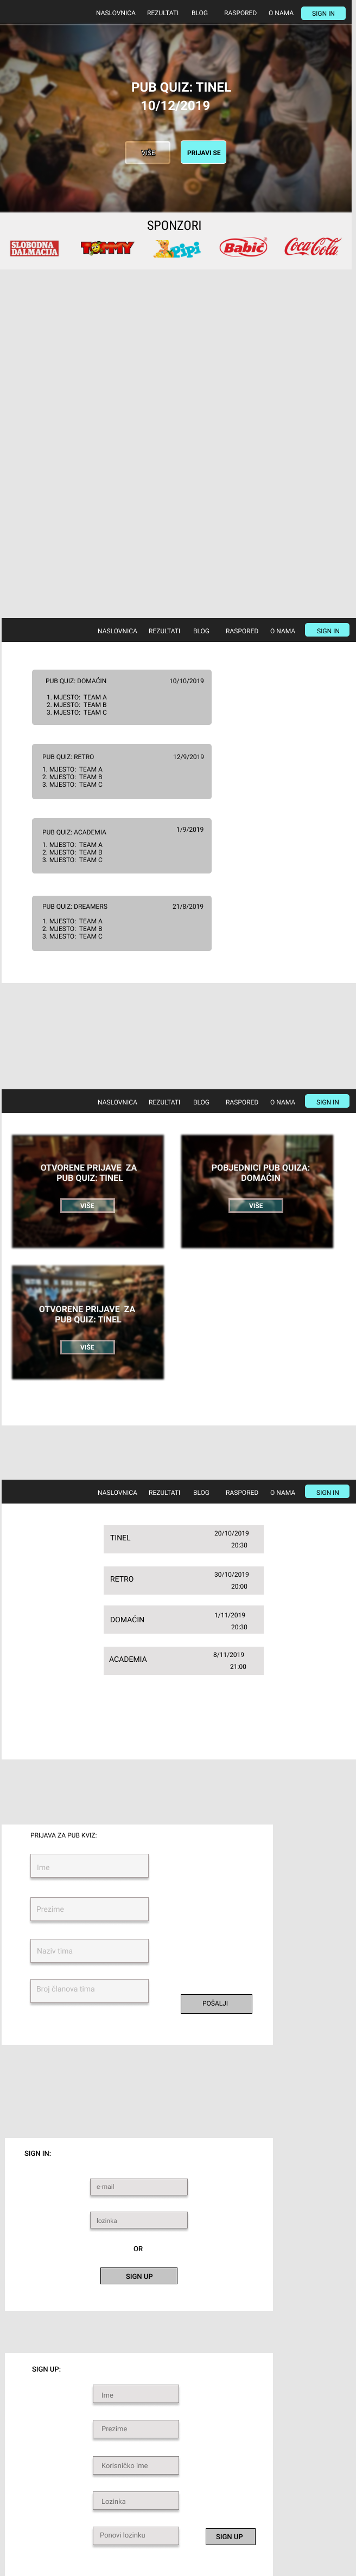 NASLOVNICA REZULTATI BLOG RASPORED O NAMA SIGN IN
PUB QUIZ: TINEL
10/12/2019
VIŠE PRIJAVI SE
SPONZORI
SLOBODNA
DALMACIJA
TOMMY
pipi
Babić
Coca-Cola
NASLOVNICA REZULTATI BLOG RASPORED O NAMA SIGN IN
PUB QUIZ: DOMAĆIN 10/10/2019
1. MJESTO: TEAM A
2. MJESTO: TEAM B
3. MJESTO: TEAM C
PUB QUIZ: RETRO 12/9/2019
1. MJESTO: TEAM A
2. MJESTO: TEAM B
3. MJESTO: TEAM C
PUB QUIZ: ACADEMIA 1/9/2019
1. MJESTO: TEAM A
2. MJESTO: TEAM B
3. MJESTO: TEAM C
PUB QUIZ: DREAMERS 21/8/2019
1. MJESTO: TEAM A
2. MJESTO: TEAM B
3. MJESTO: TEAM C
NASLOVNICA REZULTATI BLOG RASPORED O NAMA SIGN IN
OTVORENE PRIJAVE ZA
PUB QUIZ: TINEL
VIŠE
POBJEDNICI PUB QUIZA:
DOMAĆIN
VIŠE
OTVORENE PRIJAVE ZA
PUB QUIZ: TINEL
VIŠE
NASLOVNICA REZULTATI BLOG RASPORED O NAMA SIGN IN
TINEL 20/10/2019
20:30
RETRO 30/10/2019
20:00
DOMAĆIN 1/11/2019
20:30
ACADEMIA 8/11/2019
21:00
PRIJAVA ZA PUB KVIZ:
Ime
Prezime
Naziv tima
Broj članova tima
POŠALJI
SIGN IN:
e-mail
lozinka
OR
SIGN UP
SIGN UP:
Ime
Prezime
Korisničko ime
Lozinka
Ponovi lozinku
SIGN UP